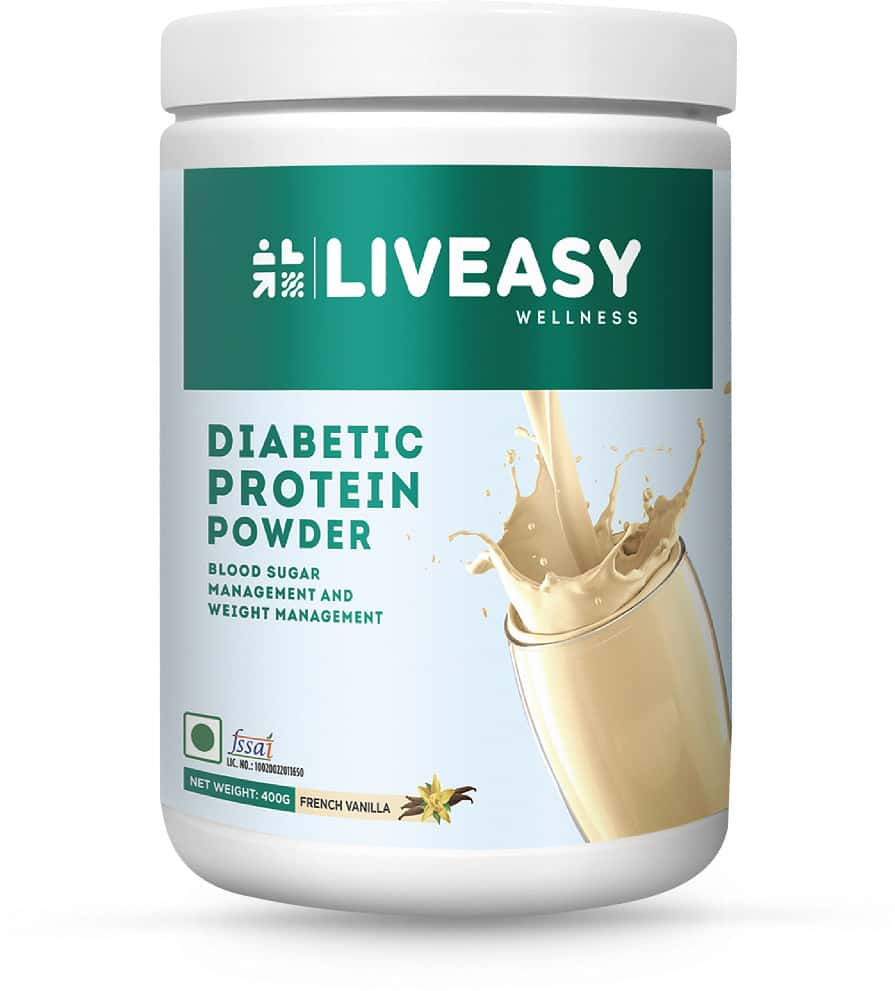 LIVEASY
WELLNESS
DIABETIC
PROTEIN
POWDER
BLOOD SUGAR
MANAGEMENT AND
WEIGHT MANAGEMENT
fssai
LIC. NO.: 10020022011650
NET WEIGHT: 400G
FRENCH VANILLA